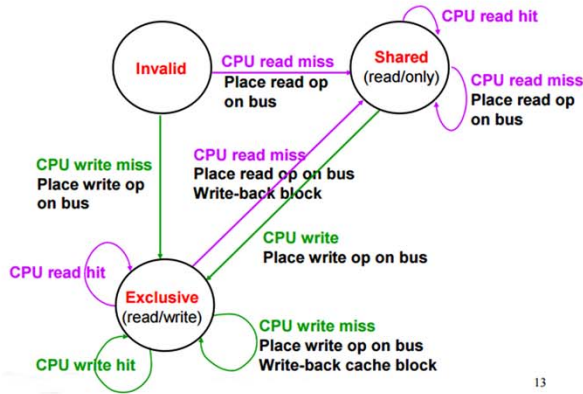 CPU read hit
Invalid
CPU read miss
Place read op
on bus
Shared
(read/only)
CPU read miss
Place read op
on bus
CPU write miss
Place write op
on bus
CPU read miss
Place read op on bus
Write-back block
CPU write
Place write op on bus
CPU read hit
Exclusive
(read/write)
CPU write hit
CPU write miss
Place write op on bus
Write-back cache block
13